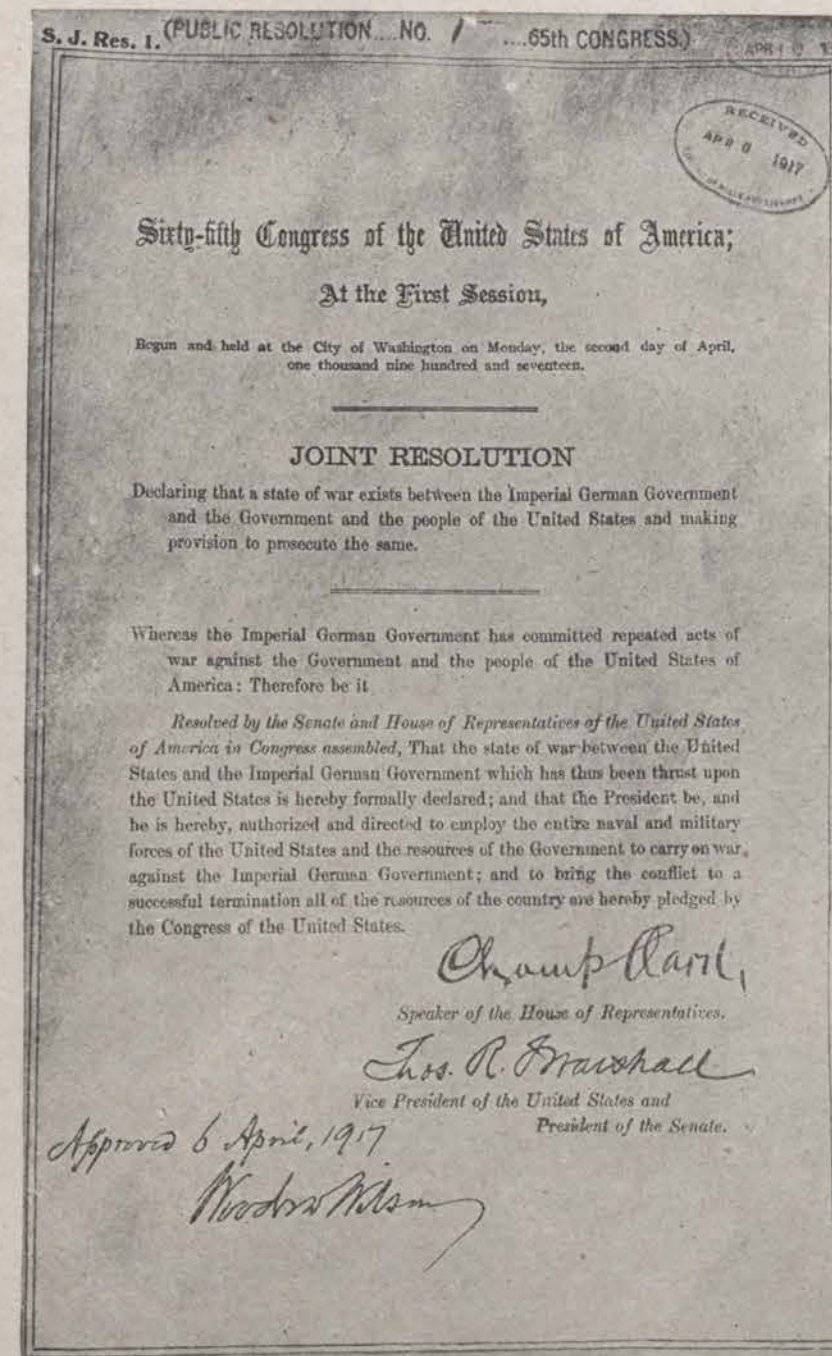 S. J. Res. 1. (PUBLIC RESOLUTION....NO. 1 ....65th CONGRESS.)
APR
RECEIVED
APR 1917
Sixty-fifth Congress of the United States of America;
At the First Session,
Begun and held at the City of Washington on Monday, the second day of April,
one thousand nine hundred and seventeen.
JOINT RESOLUTION
Declaring that a state of war exists between the Imperial German Government
and the Government and the people of the United States and making
provision to prosecute the same.
Whereas the Imperial German Government has committed repeated acts of
war against the Government and the people of the United States of
America: Therefore be it
Resolved by the Senate and House of Representatives of the United States
of America in Congress assembled, That the state of war between the United
States and the Imperial German Government which has thus been thrust upon
the United States is hereby formally declared; and that the President be, and
he is hereby, authorized and directed to employ the entire naval and military
forces of the United States and the resources of the Government to carry on war
against the Imperial German Government; and to bring the conflict to a
successful termination all of the resources of the country are hereby pledged by
the Congress of the United States.
Champ Clark,
Speaker of the House of Representatives.
Thos. R. Marshall
Vice President of the United States and
President of the Senate.
Approved 6 April, 1917
Woodrow Wilson